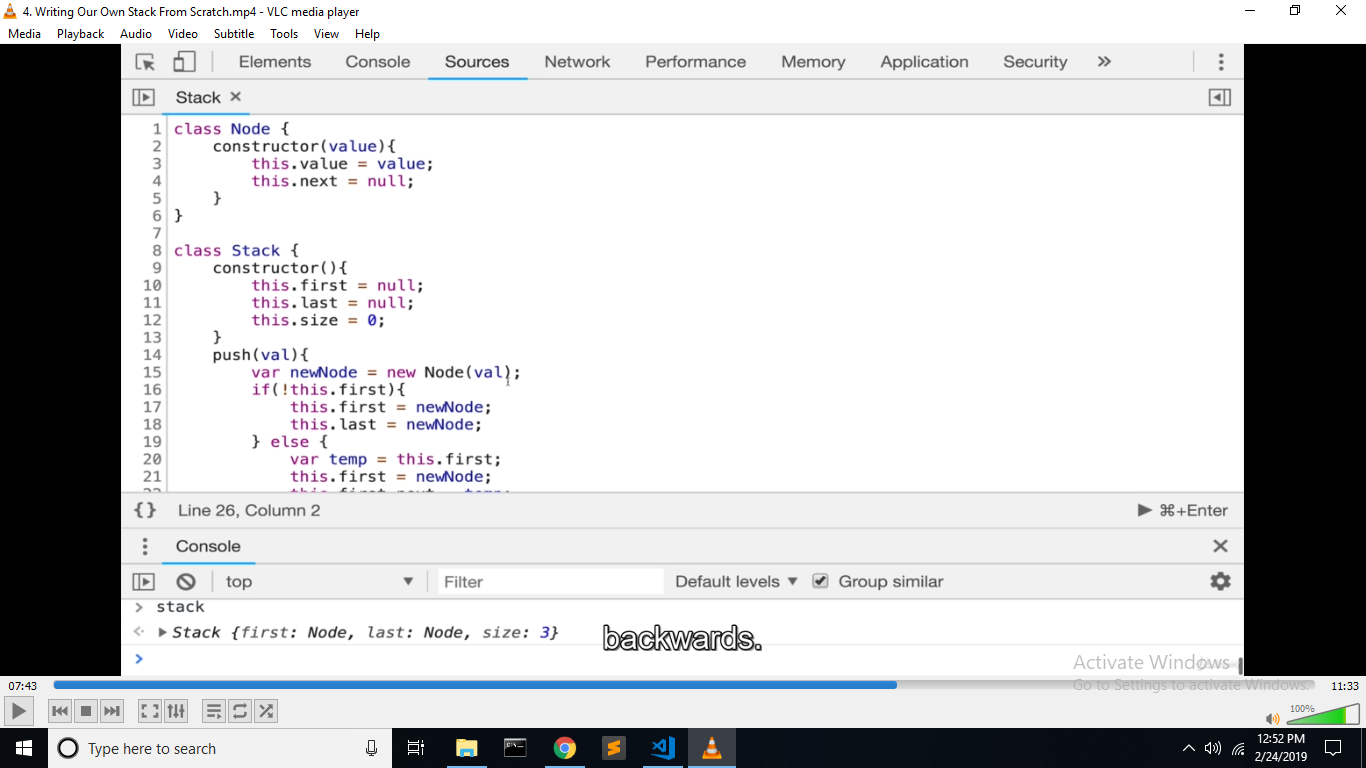 4. Writing Our Own Stack From Scratch.mp4 - VLC media player
Media Playback Audio Video Subtitle Tools View Help
Elements Console Sources Network Performance Memory Application Security »
Stack ×
1 class Node {
2 constructor(value){
3 this.value = value;
4 this.next = null;
5 }
6 }
7
8 class Stack {
9 constructor(){
10 this.first = null;
11 this.last = null;
12 this.size = 0;
13 }
14 push(val){
15 var newNode = new Node(val);
16 if(!this.first){
17 this.first = newNode;
18 this.last = newNode;
19 } else {
20 var temp = this.first;
21 this.first = newNode;
{} Line 26, Column 2 ⌘+Enter
Console
top Filter Default levels Group similar
> stack
Stack {first: Node, last: Node, size: 3}
backwards.
>
Activate Windows
Go to Settings to activate Windows.
07:43 11:33
100%
Type here to search
12:52 PM
2/24/2019